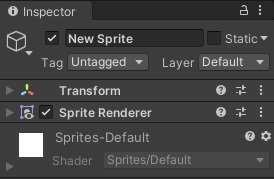 Inspector
New Sprite
Static
Tag Untagged Layer Default
Transform
Sprite Renderer
Sprites-Default
Shader Sprites/Default